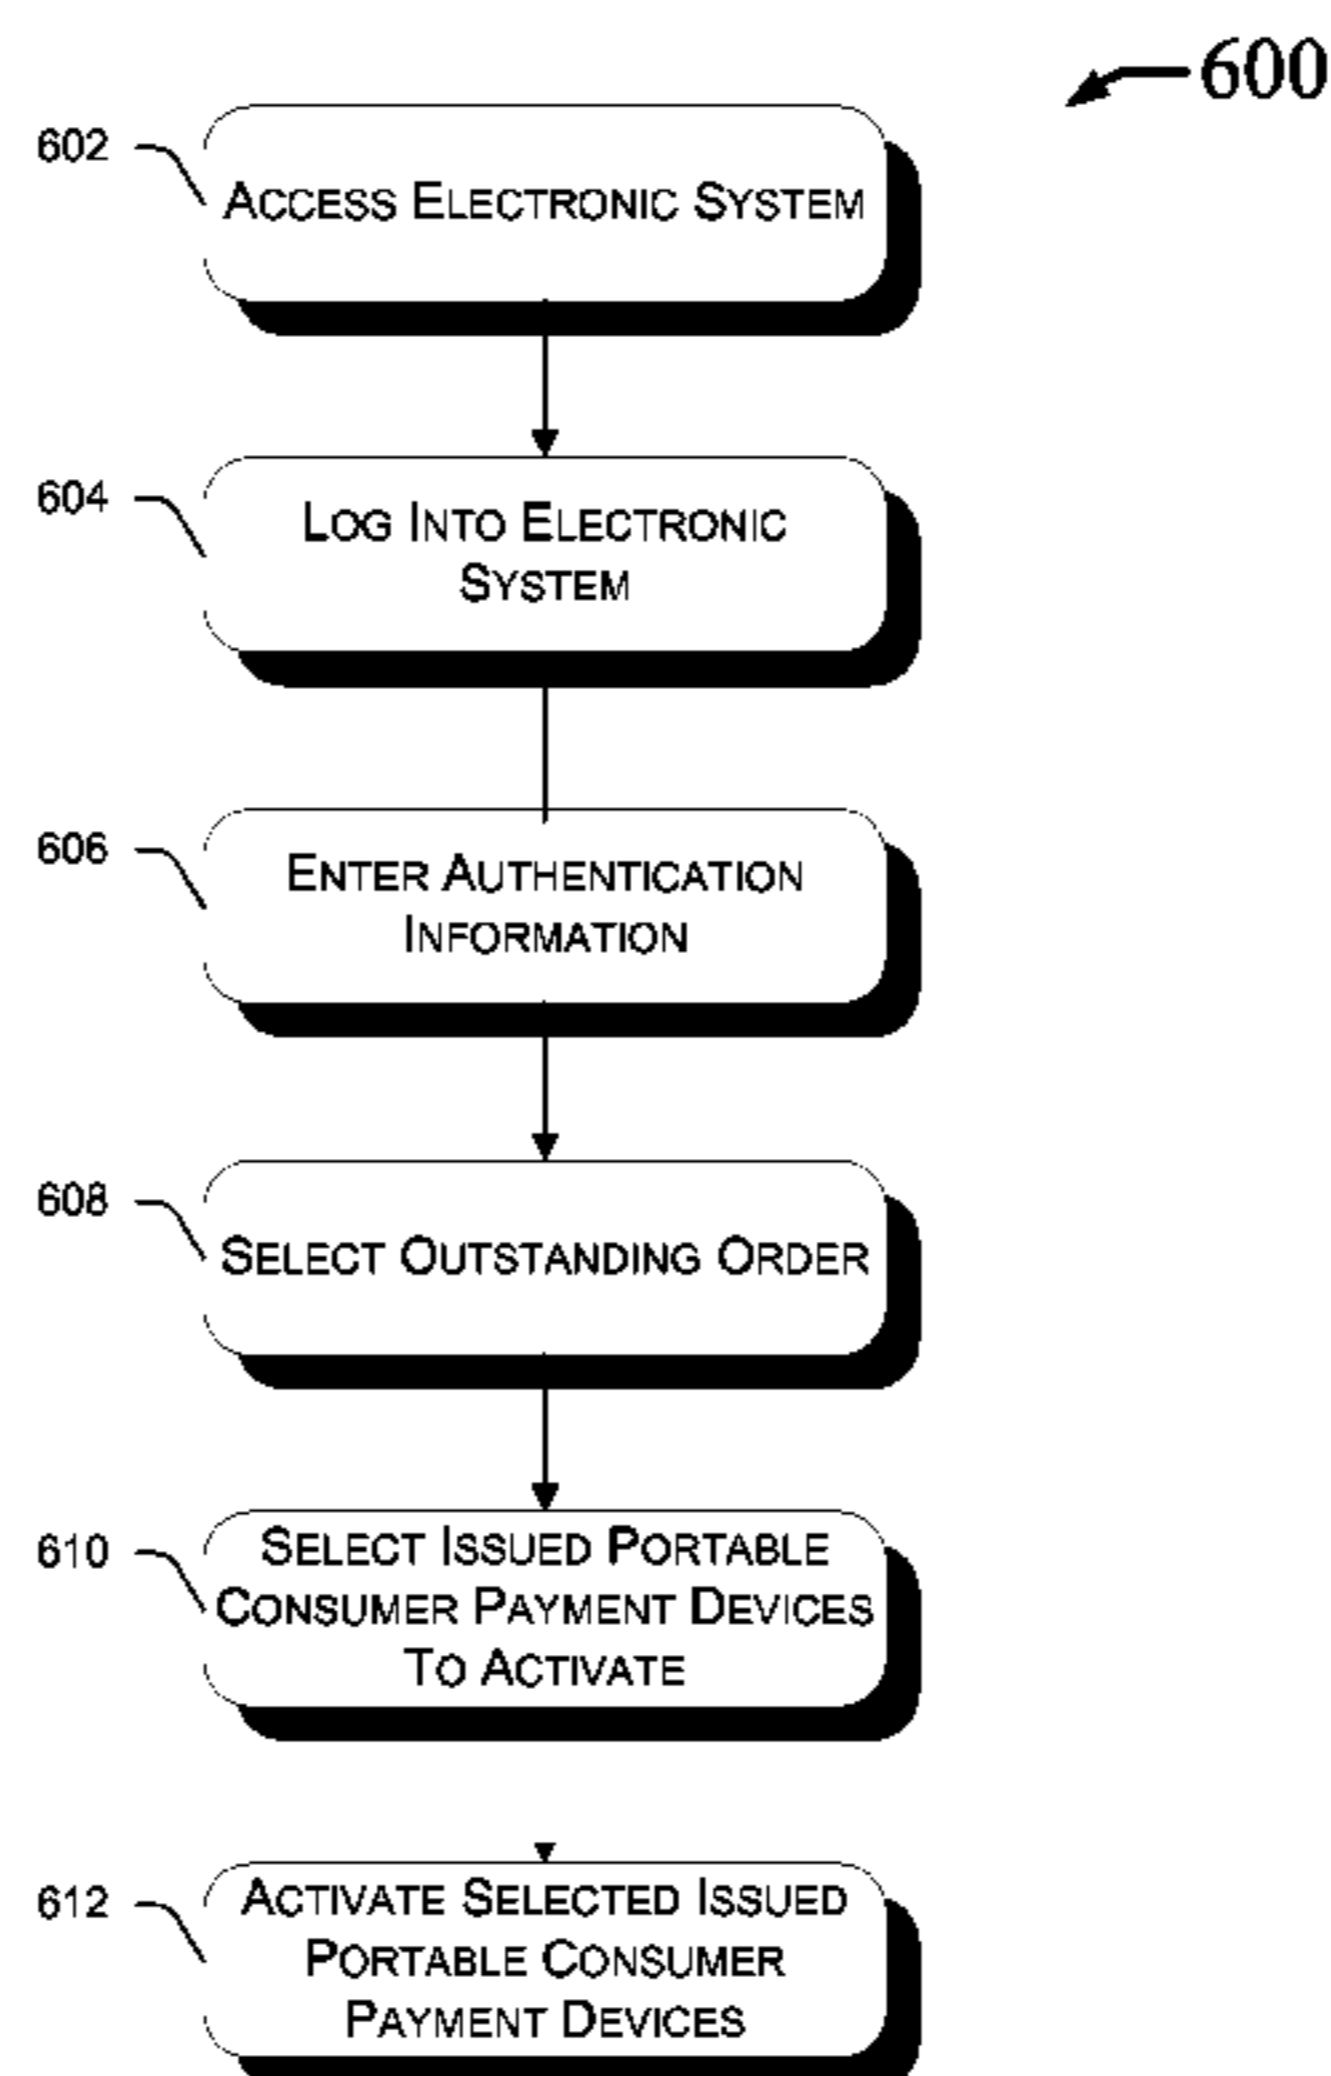 600
602
ACCESS ELECTRONIC SYSTEM
604
LOG INTO ELECTRONIC
SYSTEM
606
ENTER AUTHENTICATION
INFORMATION
608
SELECT OUTSTANDING ORDER
610
SELECT ISSUED PORTABLE
CONSUMER PAYMENT DEVICES
TO ACTIVATE
612
ACTIVATE SELECTED ISSUED
PORTABLE CONSUMER
PAYMENT DEVICES